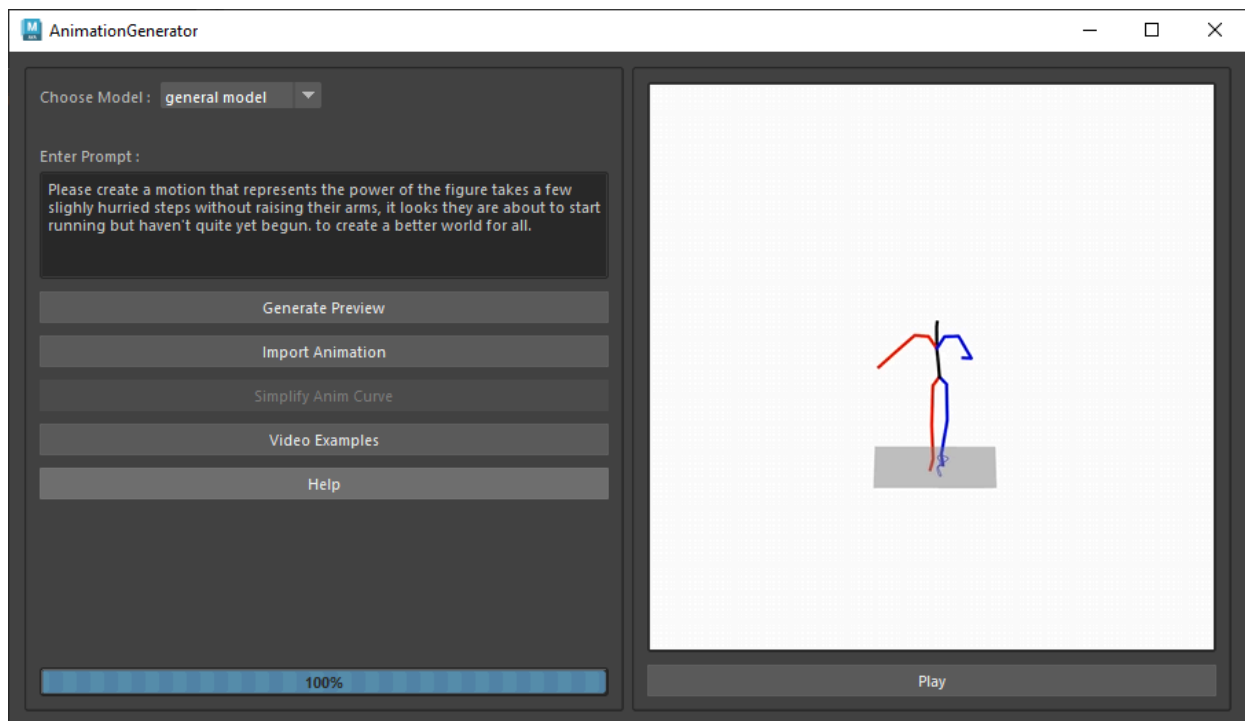 AnimationGenerator
Choose Model : general model
Enter Prompt :
Please create a motion that represents the power of the figure takes a few
slighly hurried steps without raising their arms, it looks they are about to start
running but haven't quite yet begun. to create a better world for all.
Generate Preview
Import Animation
Simplify Anim Curve
Video Examples
Help
100%
Play